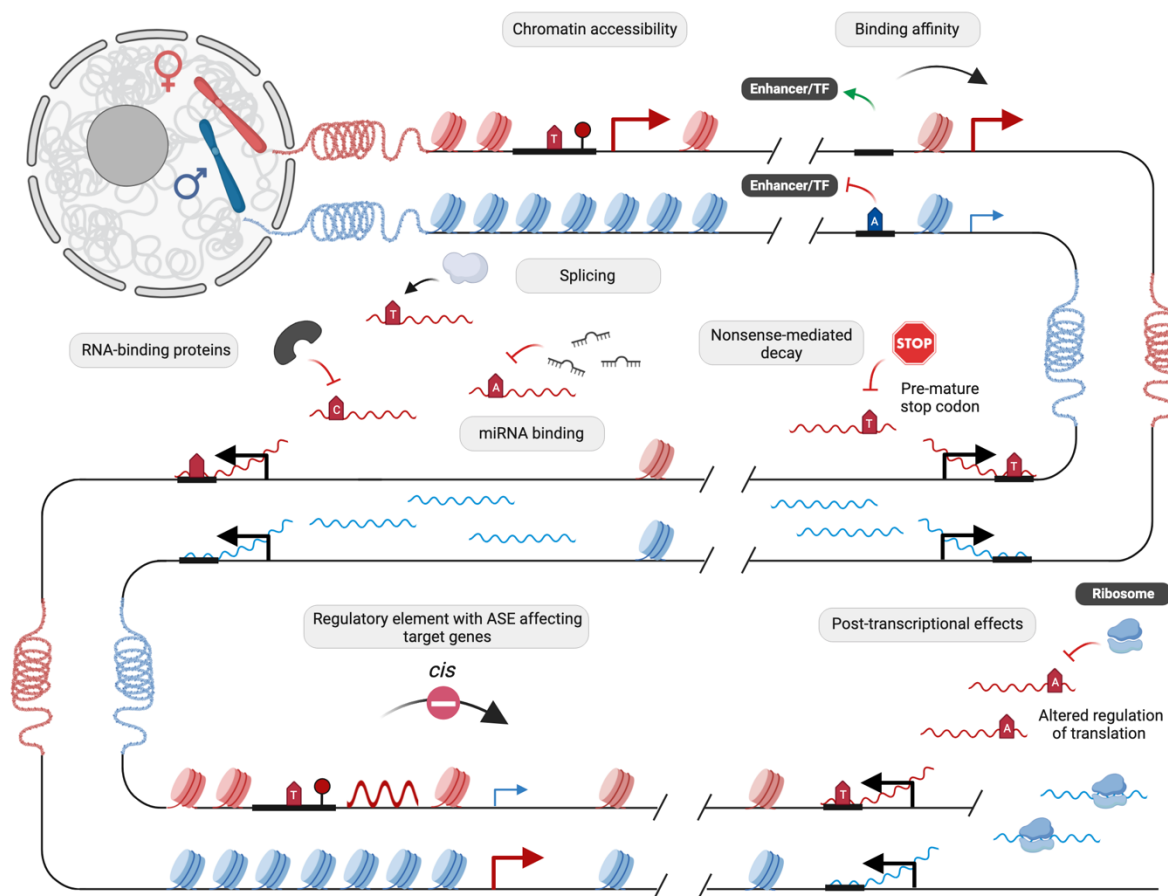 Chromatin accessibility
Binding affinity
Enhancer/TF
T
Enhancer/TF
A
Splicing
T
RNA-binding proteins
Nonsense-mediated
decay
STOP
A
C
Pre-mature
stop codon
T
miRNA binding
T
Regulatory element with ASE affecting
target genes
cis
Ribosome
Post-transcriptional effects
A
A
Altered regulation
of translation
T
T